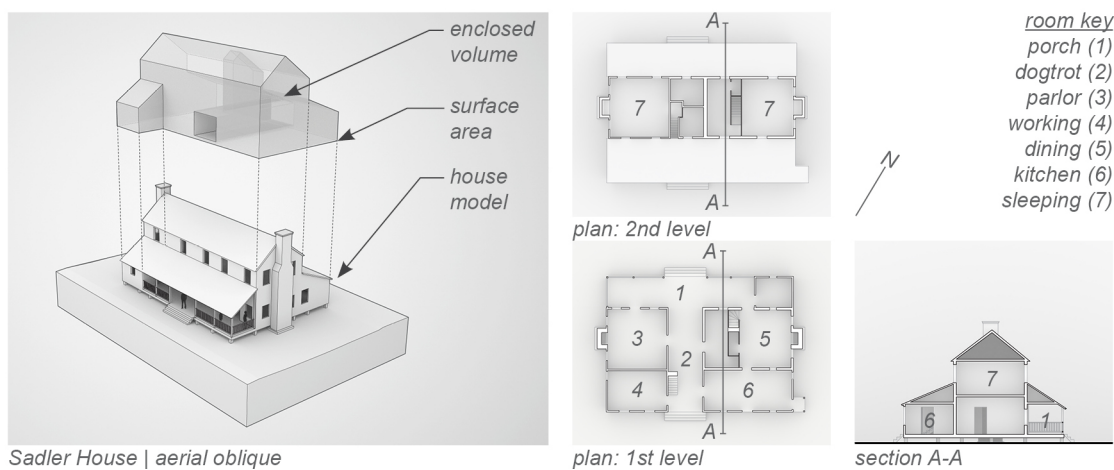 enclosed
volume
surface
area
house
model
Sadler House | aerial oblique
A
7
7
A
plan: 2nd level
A
1
3
2
5
4
6
A
plan: 1st level
N
room key
porch (1)
dogtrot (2)
parlor (3)
working (4)
dining (5)
kitchen (6)
sleeping (7)
7
6
1
section A-A